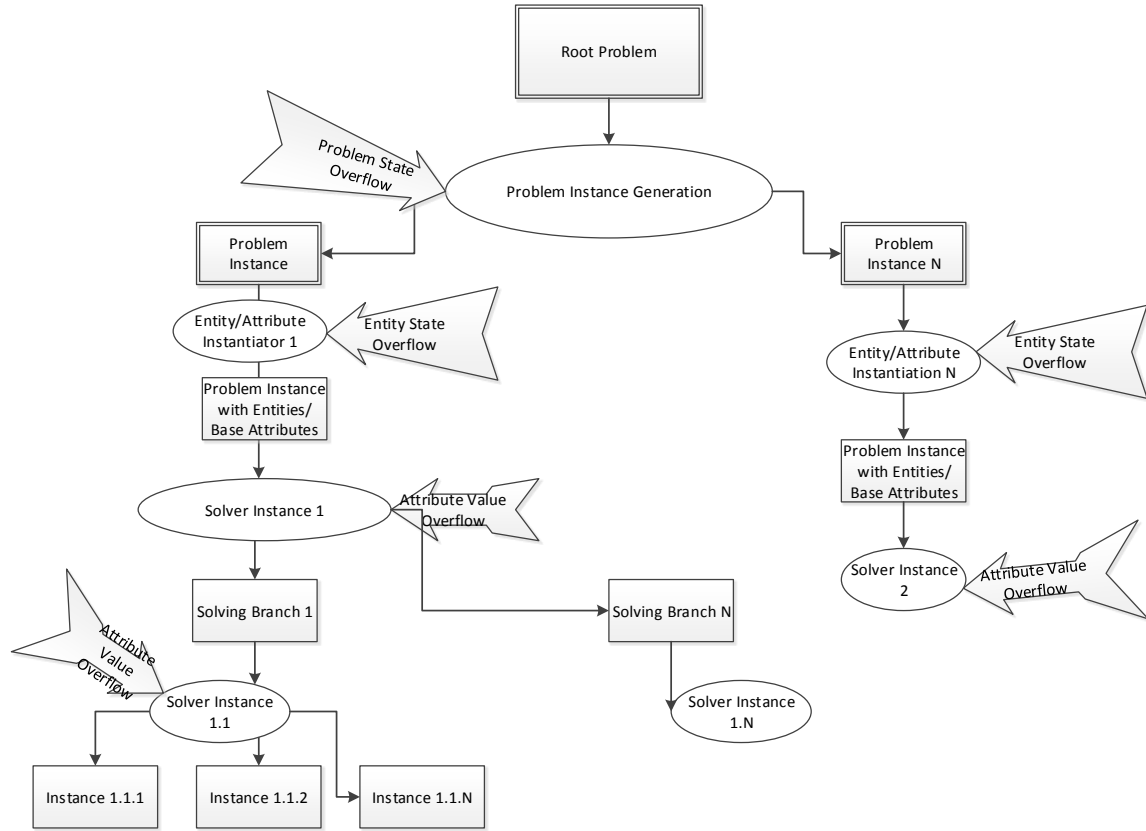 Root Problem
Problem State
Overflow
Problem Instance Generation
Problem
Instance
Problem
Instance N
Entity/Attribute
Instantiator 1
Entity State
Overflow
Entity/Attribute
Instantiation N
Entity State
Overflow
Problem Instance
with Entities/
Base Attributes
Problem Instance
with Entities/
Base Attributes
Solver Instance 1
Attribute Value
Overflow
Solver Instance
2
Attribute Value
Overflow
Solving Branch 1
Solving Branch N
Attribute
Value
Overflow
Solver Instance
1.1
Solver Instance
1.N
Instance 1.1.1
Instance 1.1.2
Instance 1.1.N